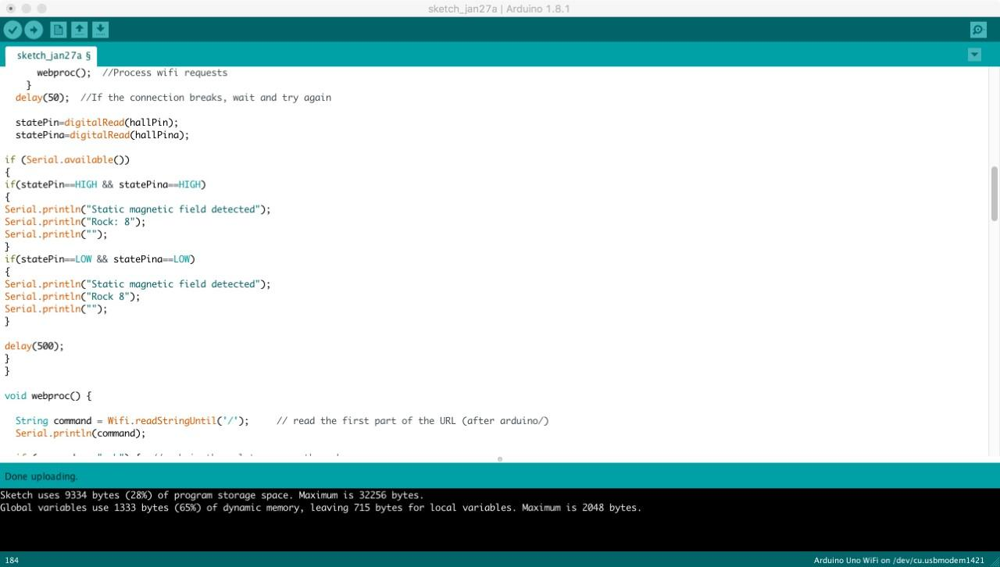 sketch_jan27a | Arduino 1.8.1
sketch_jan27a §
webproc();  //Process wifi requests
}
delay(50);  //If the connection breaks, wait and try again
statePin=digitalRead(hallPin);
statePina=digitalRead(hallPina);
if (Serial.available())
{
if(statePin==HIGH && statePina==HIGH)
{
Serial.println("Static magnetic field detected");
Serial.println("Rock: 8");
Serial.println("");
}
if(statePin==LOW && statePina==LOW)
{
Serial.println("Static magnetic field detected");
Serial.println("Rock 8");
Serial.println("");
}
delay(500);
}
}
void webproc() {
String command = Wifi.readStringUntil('/');     // read the first part of the URL (after arduino/)
Serial.println(command);
Done uploading.
Sketch uses 9334 bytes (28%) of program storage space. Maximum is 32256 bytes.
Global variables use 1333 bytes (65%) of dynamic memory, leaving 715 bytes for local variables. Maximum is 2048 bytes.
184
Arduino Uno WiFi on /dev/cu.usbmodem1421